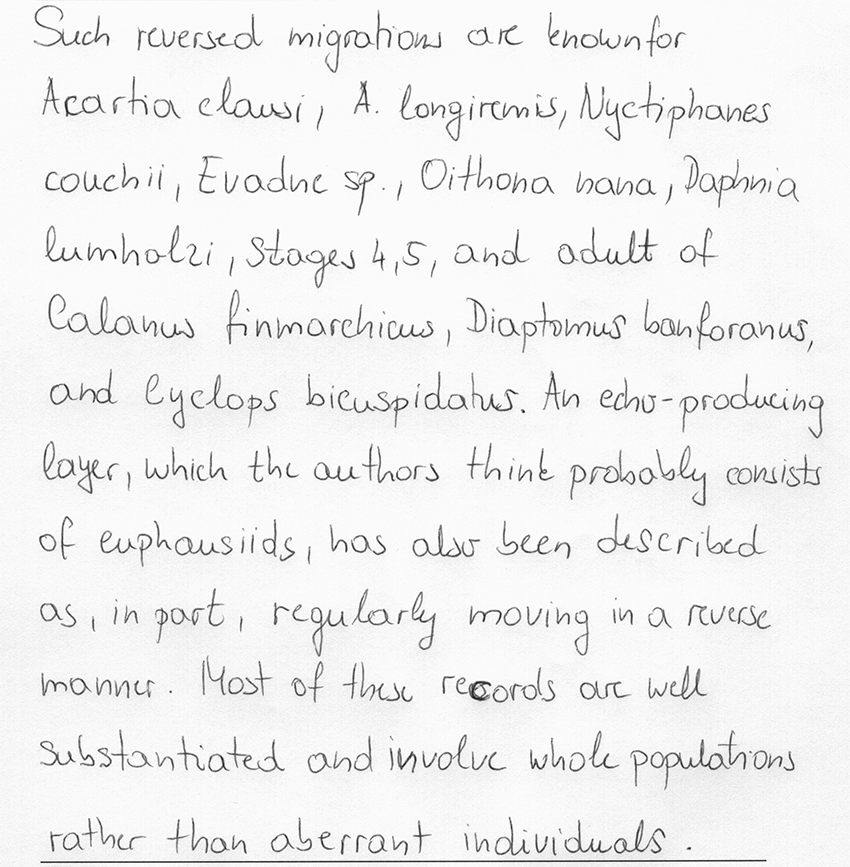 Such reversed migrations are known for
Acartia clausi, A. longiremis, Nyctiphanes
couchii, Evadne sp., Oithona nana, Daphnia
lumholzi, Stages 4,5, and adult of
Calanus finmarchicus, Diaptomus banforanus,
and Cyclops bicuspidatus. An echo-producing
layer, which the authors think probably consists
of euphausiids, has also been described
as, in part, regularly moving in a reverse
manner. Most of these records are well
substantiated and involve whole populations
rather than aberrant individuals.